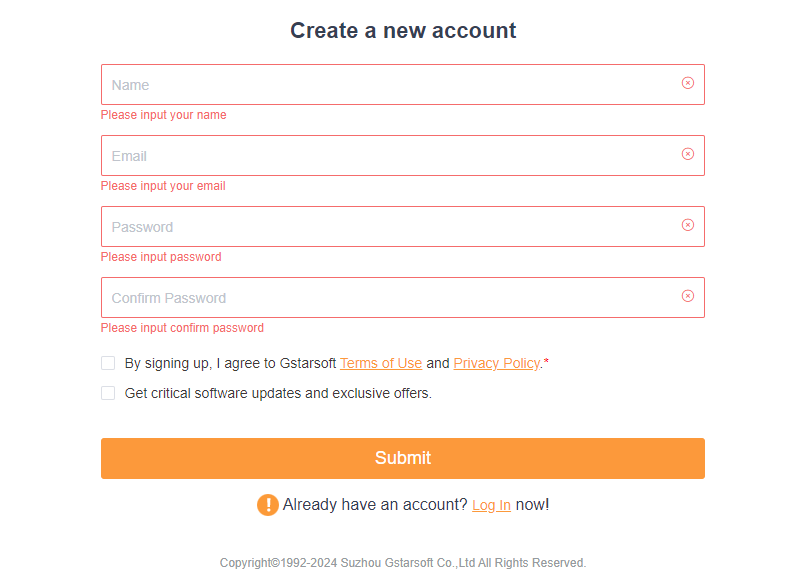 Create a new account
Name
Please input your name
Email
Please input your email
Password
Please input password
Confirm Password
Please input confirm password
By signing up, I agree to Gstarsoft Terms of Use and Privacy Policy.*
Get critical software updates and exclusive offers.
Submit
Already have an account? Log In now!
Copyright©1992-2024 Suzhou Gstarsoft Co.,Ltd All Rights Reserved.